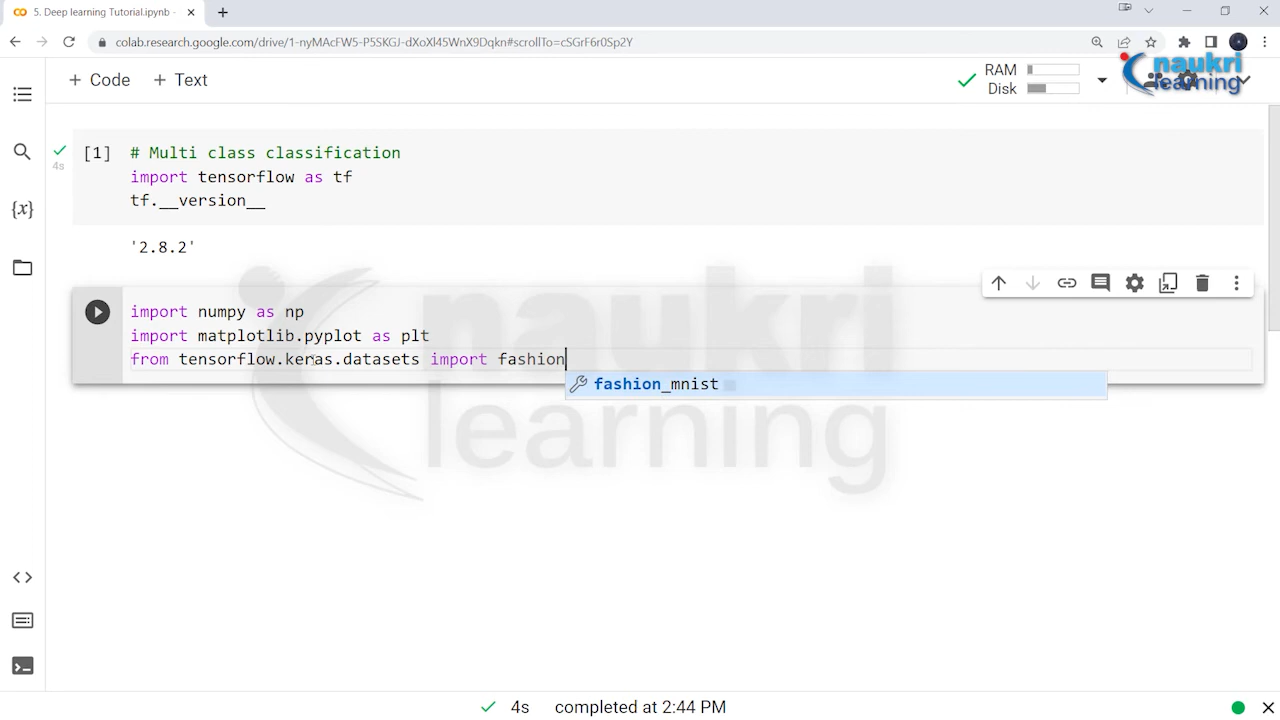 5. Deep learning Tutorial.ipynb -
colab.research.google.com/drive/1-nyMAcFW5-P5SKGJ-dXoXl45WnX9Dqkn#scrollTo=cSGrF6r0Sp2Y
+ Code + Text
RAM
Disk
naukri
learning
4s
[1] # Multi class classification
import tensorflow as tf
tf.__version__
'2.8.2'
{x}
import numpy as np
import matplotlib.pyplot as plt
from tensorflow.keras.datasets import fashion
fashion_mnist
naukri
learning
4s completed at 2:44 PM